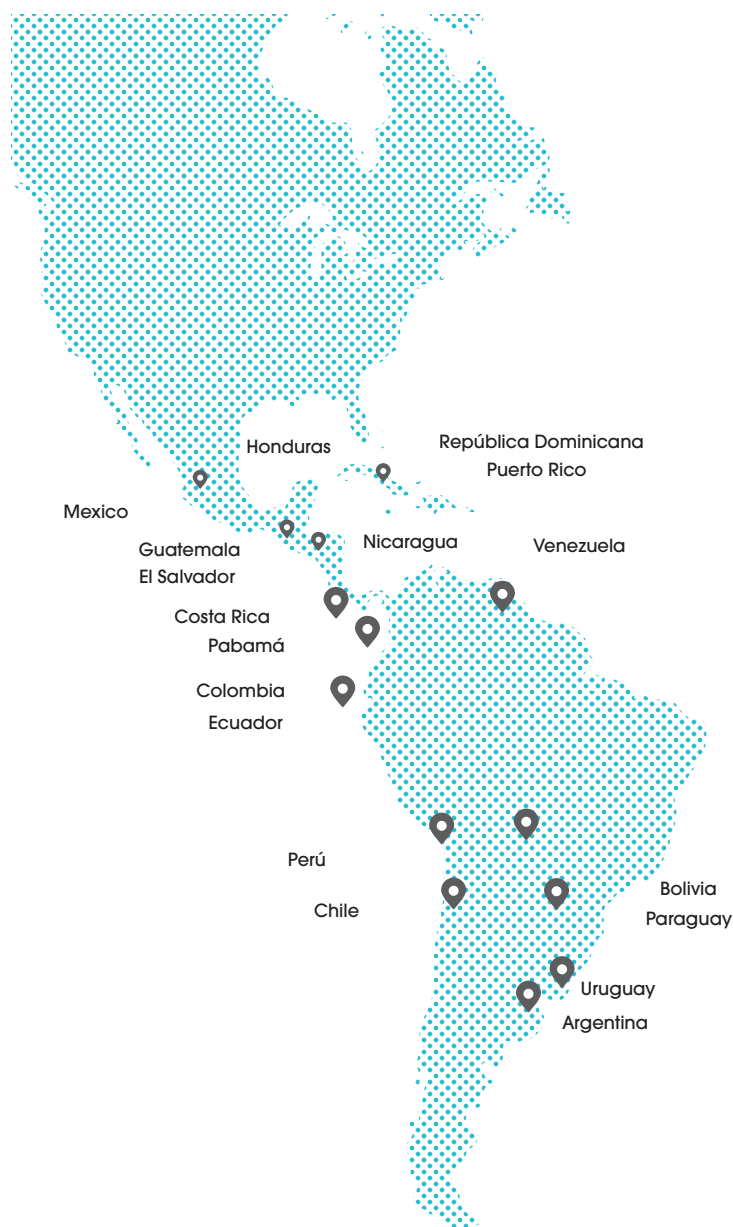 Honduras
República Dominicana
Puerto Rico
Mexico
Guatemala
El Salvador
Nicaragua
Venezuela
Costa Rica
Pabamá
Colombia
Ecuador
Perú
Chile
Bolivia
Paraguay
Uruguay
Argentina